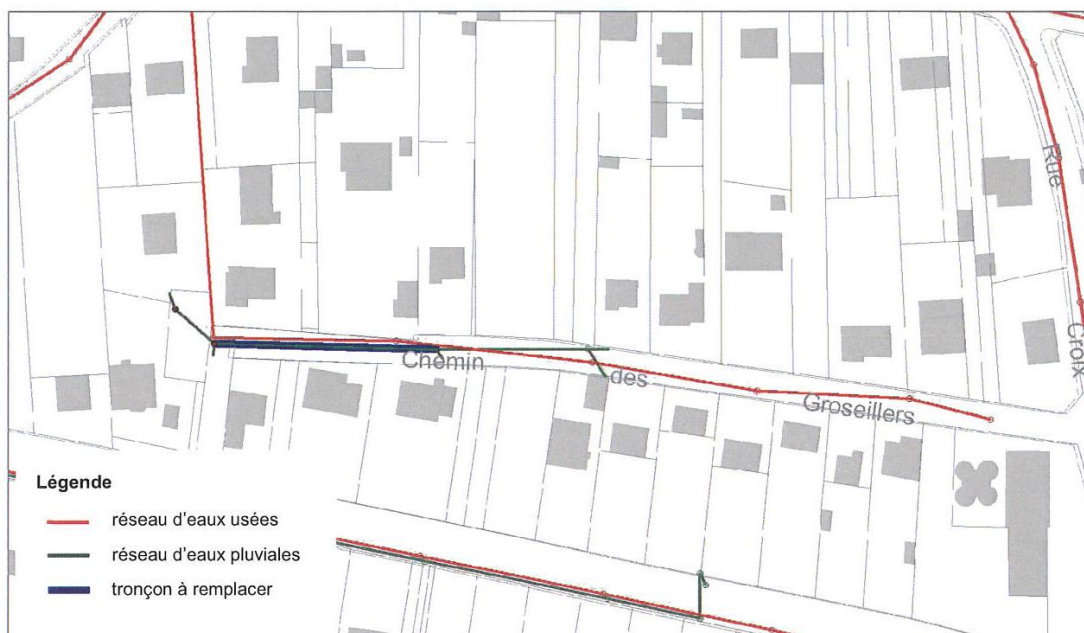 Rue
Croix
Chemin
des
Groseillers
Légende
réseau d'eaux usées
réseau d'eaux pluviales
tronçon à remplacer